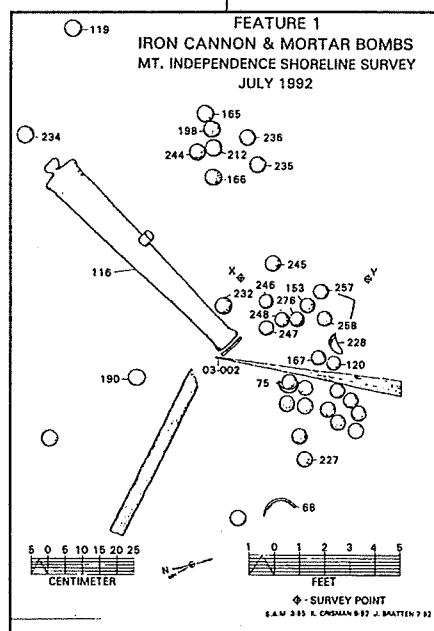 FEATURE 1
IRON CANNON & MORTAR BOMBS
MT. INDEPENDENCE SHORELINE SURVEY
JULY 1992
119
165
198
236
234
244
212
235
166
116
245
X
Y
246
276
153
257
232
248
258
247
228
167
120
190
03-002
75
227
68
5 0 5 10 15 20 25
CENTIMETER
N
1 0 1 2 3 4 5
FEET
- SURVEY POINT
K. CRISMAN J. BRATTEN